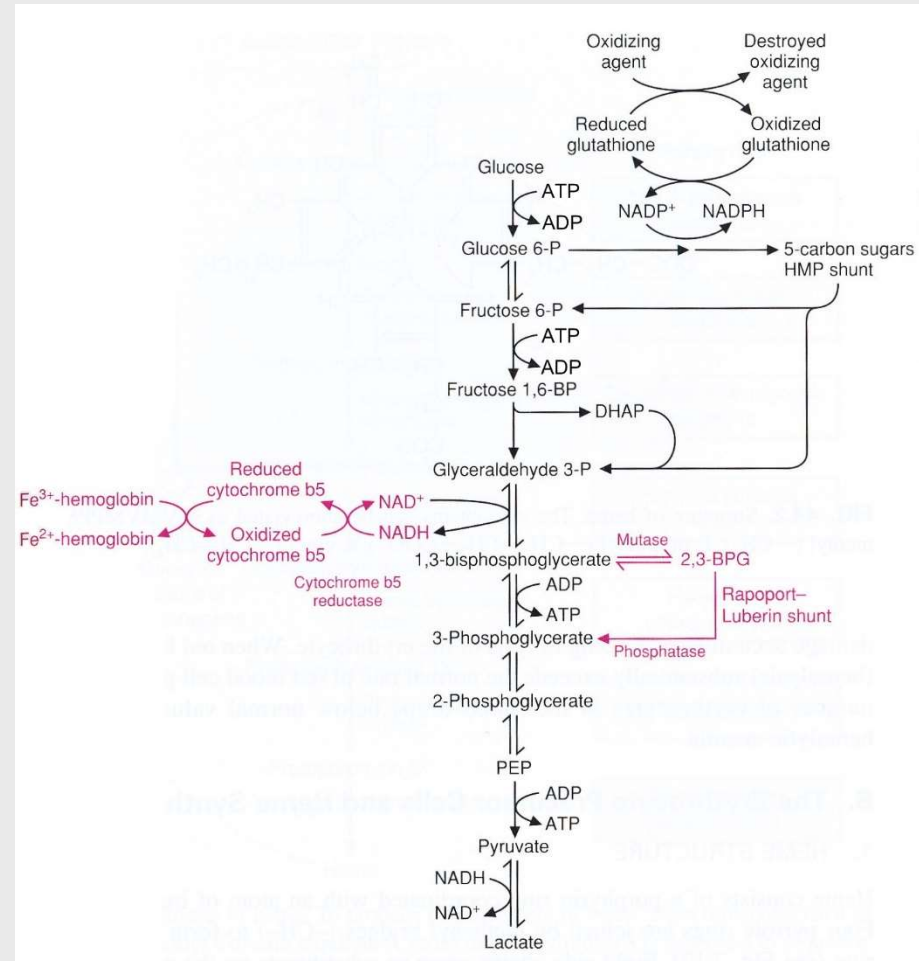 Oxidizing agent
Destroyed oxidizing agent
Reduced glutathione
Oxidized glutathione
NADP⁺
NADPH
Glucose
ATP
ADP
Glucose 6-P
5-carbon sugars
HMP shunt
Fructose 6-P
ATP
ADP
Fructose 1,6-BP
DHAP
Glyceraldehyde 3-P
Fe³⁺-hemoglobin
Fe²⁺-hemoglobin
Reduced
cytochrome b5
Oxidized
cytochrome b5
NAD⁺
NADH
Cytochrome b5
reductase
1,3-bisphosphoglycerate
Mutase
2,3-BPG
Rapoport–
Luberin shunt
ADP
ATP
3-Phosphoglycerate
Phosphatase
2-Phosphoglycerate
PEP
ADP
ATP
Pyruvate
NADH
NAD⁺
Lactate